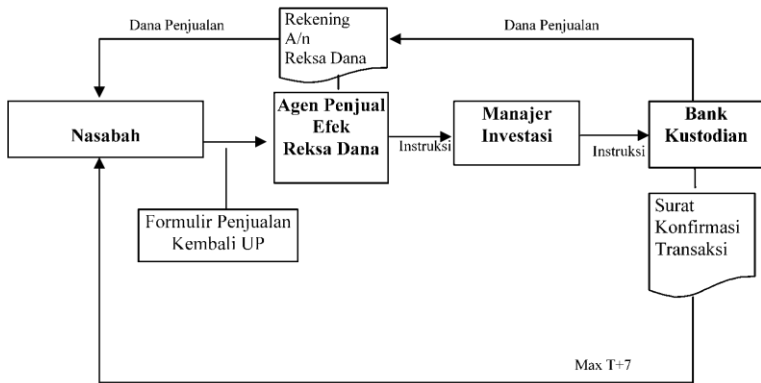 Dana Penjualan
Rekening
A/n
Reksa Dana
Dana Penjualan
Nasabah
Agen Penjual
Efek
Reksa Dana
Instruksi
Manajer
Investasi
Instruksi
Bank
Kustodian
Formulir Penjualan
Kembali UP
Surat
Konfirmasi
Transaksi
Max T+7